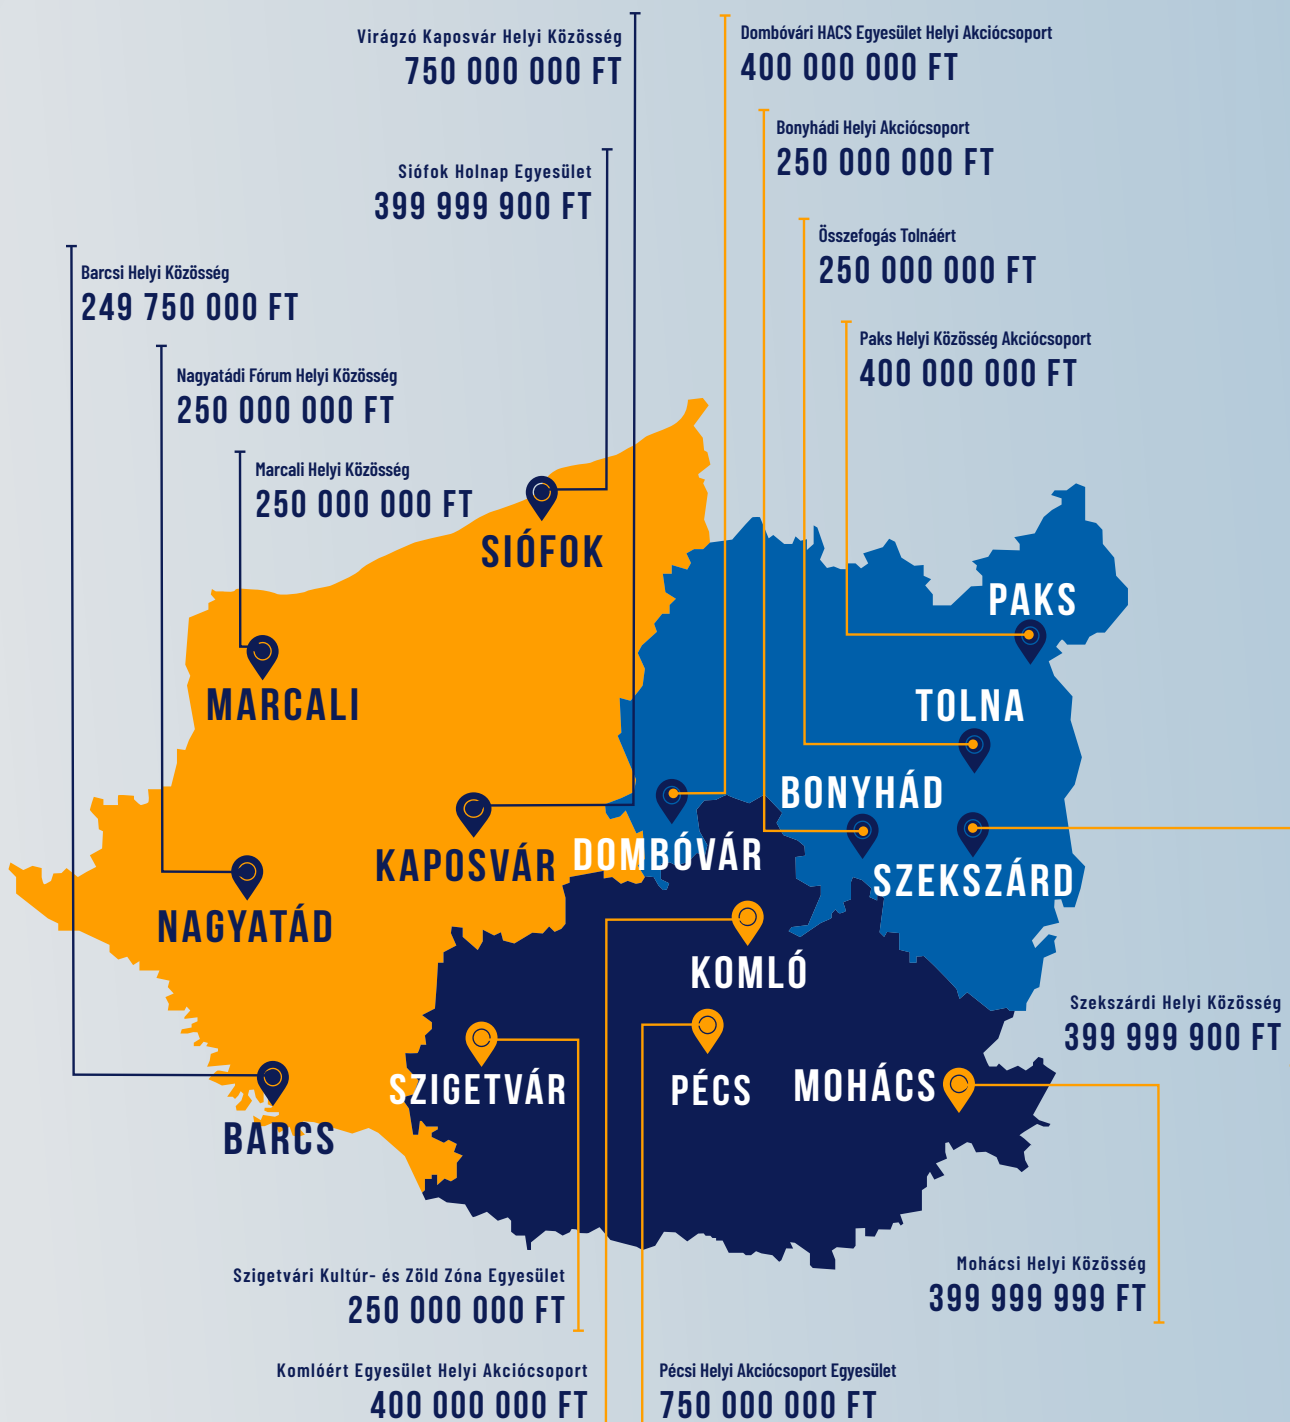 Virágzó Kaposvár Helyi Közösség
750 000 000 FT
Dombóvári HACS Egyesület Helyi Akciócsoport
400 000 000 FT
Bonyhádi Helyi Akciócsoport
250 000 000 FT
Siófok Holnap Egyesület
399 999 900 FT
Összefogás Tolnáért
250 000 000 FT
Barcsi Helyi Közösség
249 750 000 FT
Paks Helyi Közösség Akciócsoport
400 000 000 FT
Nagyatádi Fórum Helyi Közösség
250 000 000 FT
Marcali Helyi Közösség
250 000 000 FT
SIÓFOK
PAKS
MARCALI
TOLNA
BONYHÁD
KAPOSVÁR
DOMBÓVÁR
SZEKSZÁRD
NAGYATÁD
KOMLÓ
Szekszárdi Helyi Közösség
399 999 900 FT
SZIGETVÁR
PÉCS
MOHÁCS
BARCS
Mohácsi Helyi Közösség
399 999 999 FT
Szigetvári Kultúr- és Zöld Zóna Egyesület
250 000 000 FT
Komlóért Egyesület Helyi Akciócsoport
400 000 000 FT
Pécsi Helyi Akciócsoport Egyesület
750 000 000 FT